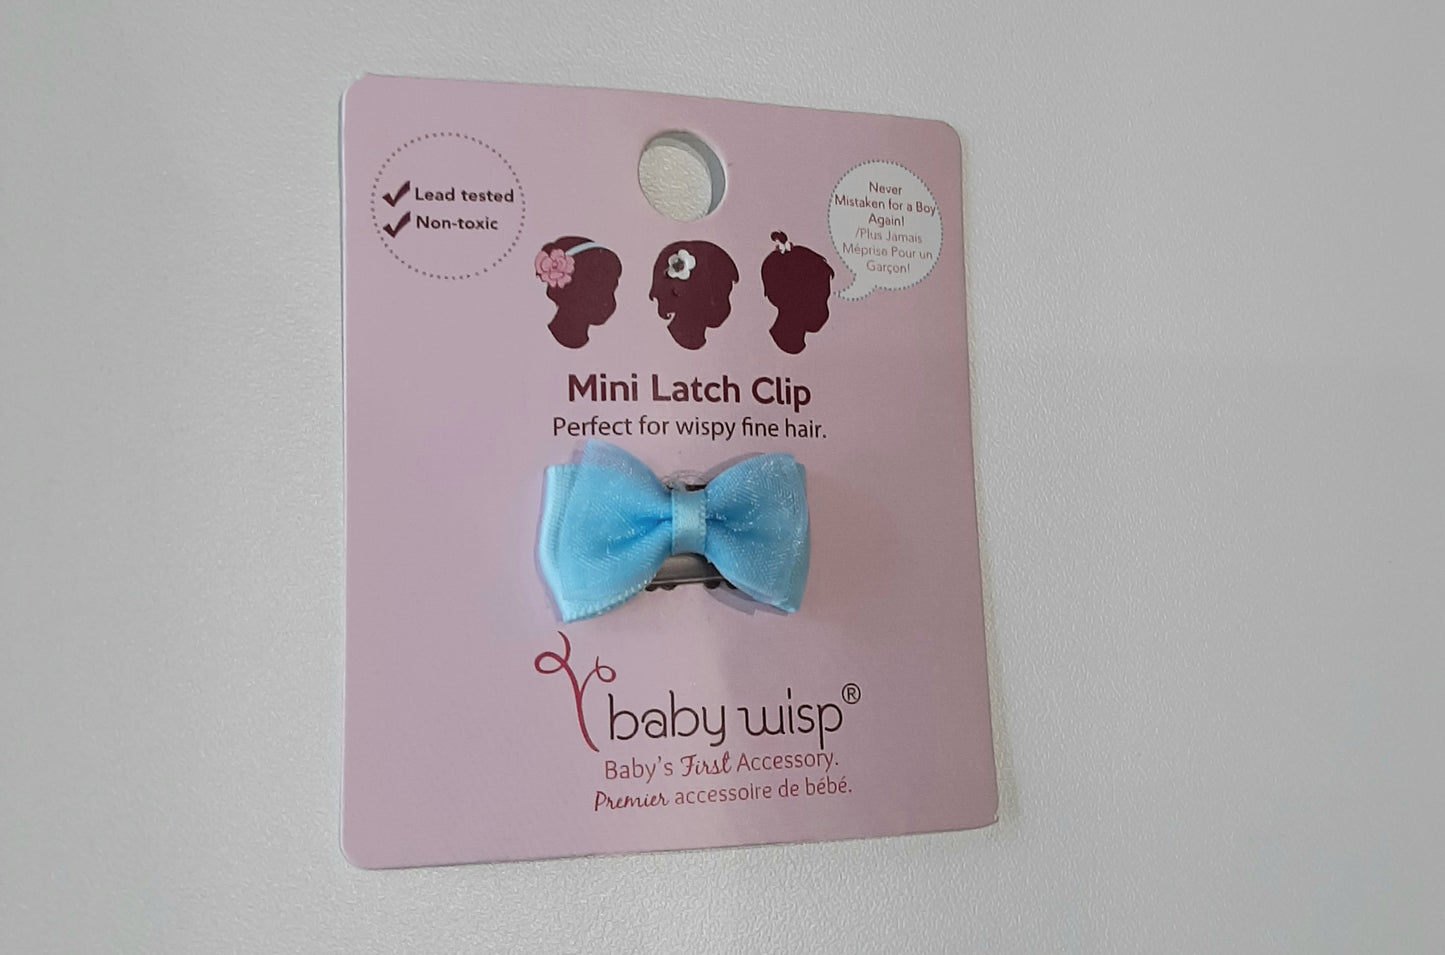 Lead tested
Non-toxic
Never
Mistaken for a Boy
Again!
/Plus Jamais
Méprise Pour un
Garçon!
Mini Latch Clip
Perfect for wispy fine hair.
baby wisp®
Baby's First Accessory.
Premier accessoire de bébé.